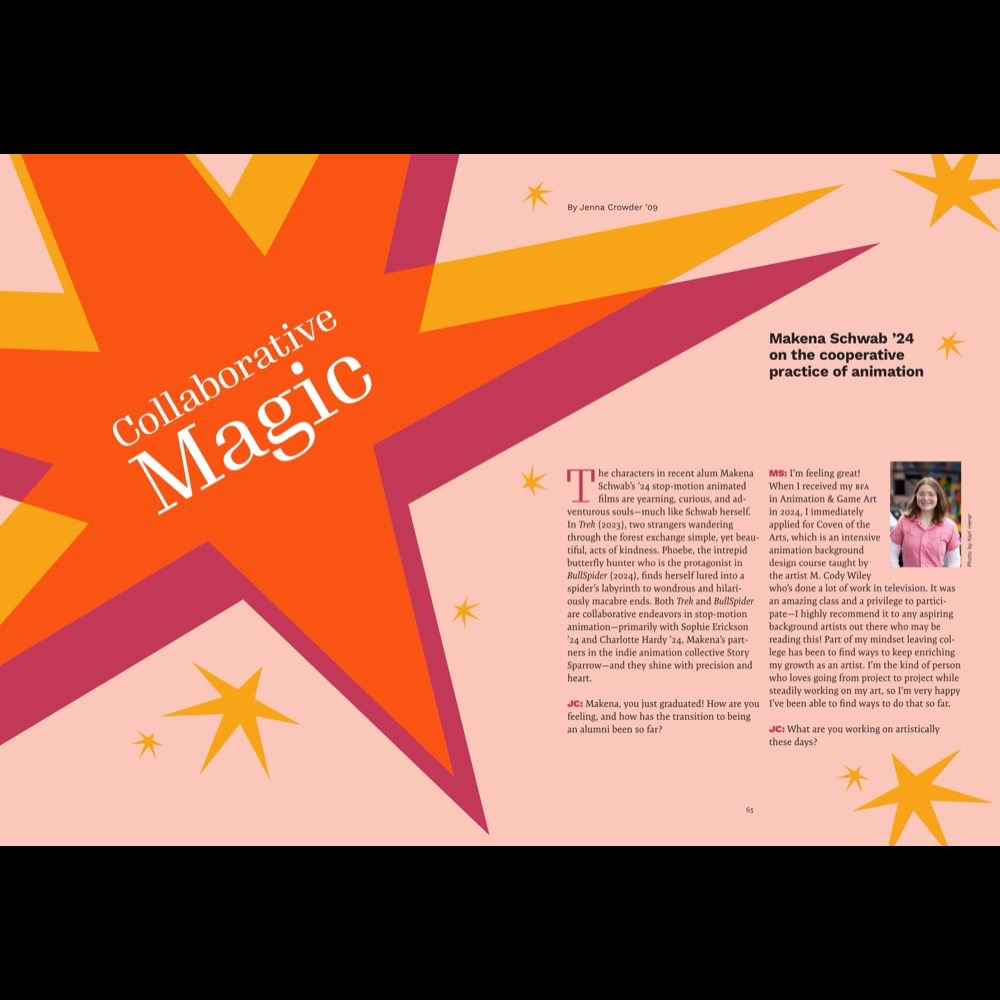 Collaborative
Magic
By Jenna Crowder ’09
Makena Schwab ’24
on the cooperative
practice of animation
The characters in recent alum Makena
Schwab’s ’24 stop-motion animated
films are yearning, curious, and ad-
venturous souls—much like Schwab herself.
In Trek (2023), two strangers wandering
through the forest exchange simple, yet beau-
tiful, acts of kindness. Phoebe, the intrepid
butterfly hunter who is the protagonist in
BullSpider (2024), finds herself lured into a
spider’s labyrinth to wondrous and hilari-
ously macabre ends. Both Trek and BullSpider
are collaborative endeavors in stop-motion
animation—primarily with Sophie Erickson
’24 and Charlotte Hardy ’24, Makena’s part-
ners in the indie animation collective Story
Sparrow—and they shine with precision and
heart.
JC: Makena, you just graduated! How are you
feeling, and how has the transition to being
an alumni been so far?
MS: I’m feeling great!
When I received my BFA
in Animation & Game Art
in 2024, I immediately
applied for Coven of the
Arts, which is an intensive
animation background
design course taught by
the artist M. Cody Wiley
who’s done a lot of work in television. It was
an amazing class and a privilege to partici-
pate—I highly recommend it to any aspiring
background artists out there who may be
reading this! Part of my mindset leaving col-
lege has been to find ways to keep enriching
my growth as an artist. I’m the kind of person
who loves going from project to project while
steadily working on my art, so I’m very happy
I’ve been able to find ways to do that so far.
JC: What are you working on artistically
these days?
Photo by Kari Herer
63